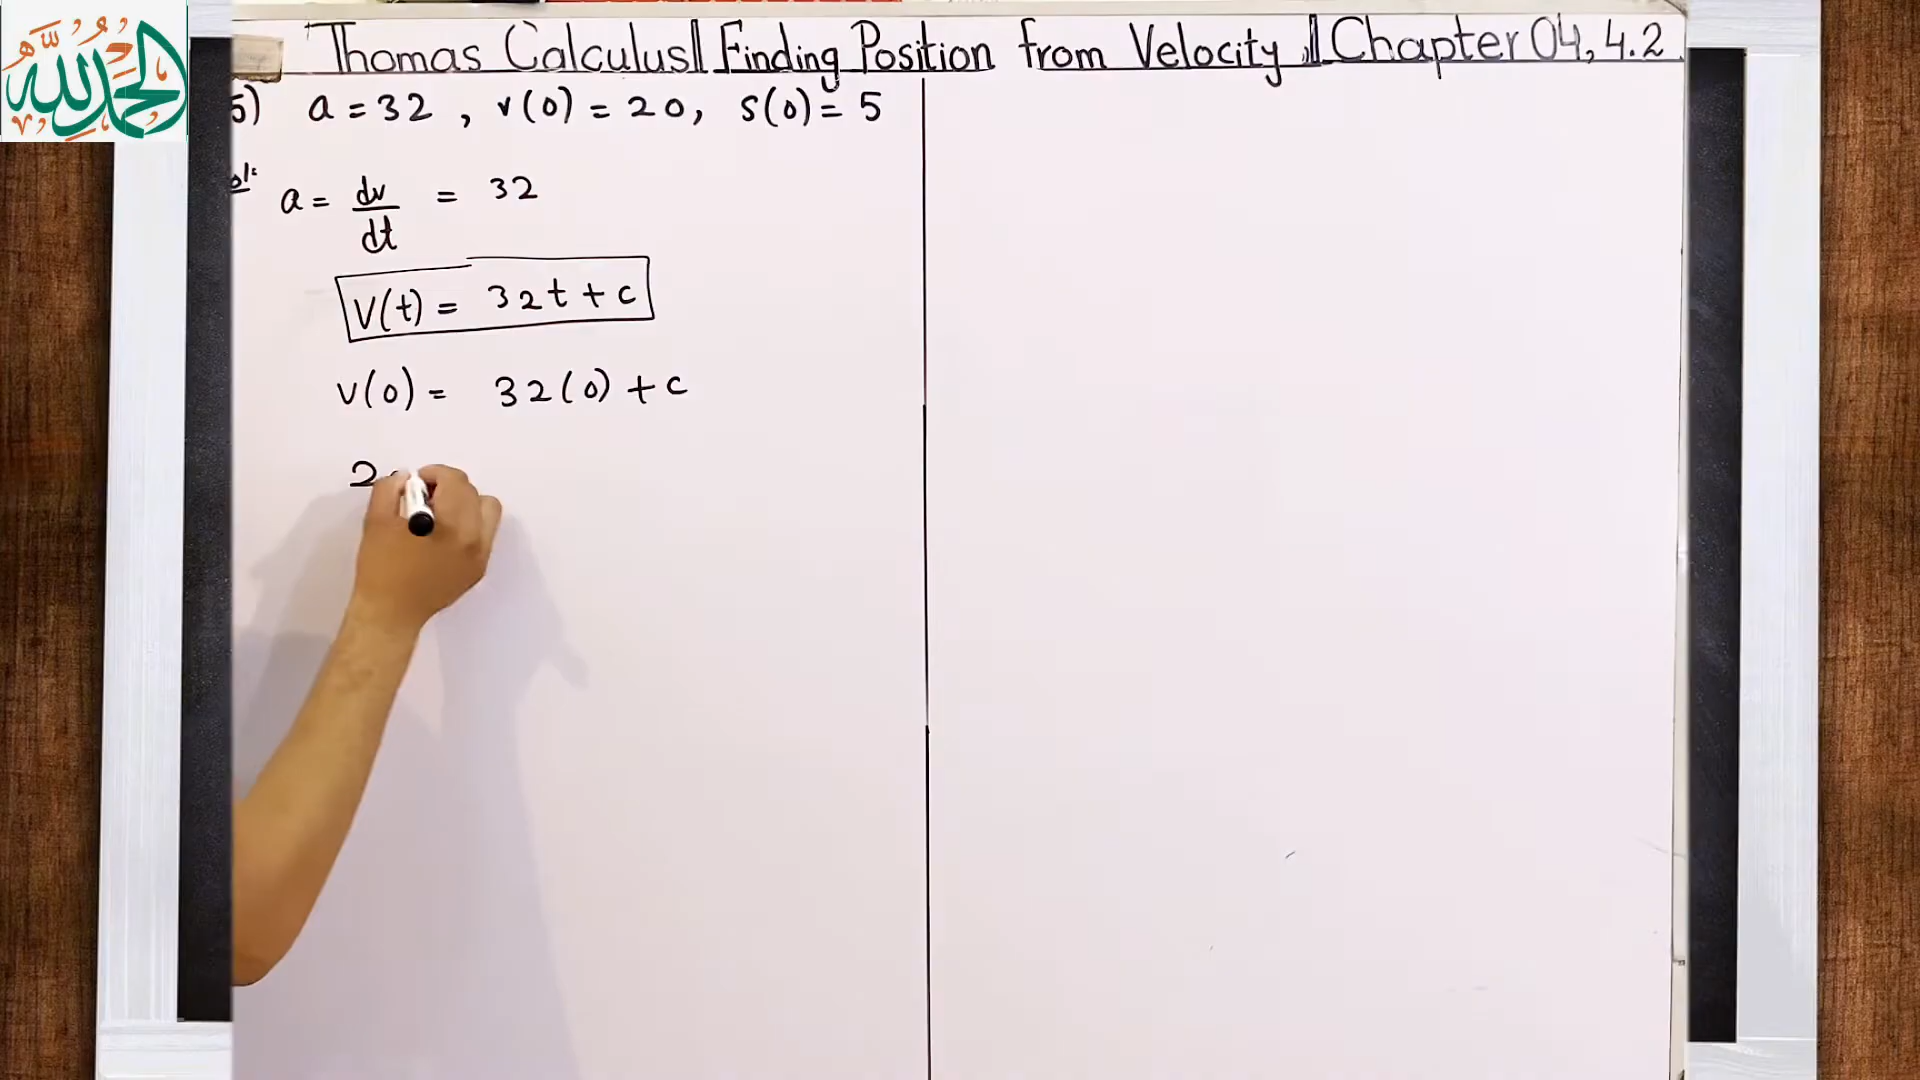 الحمد لله
Thomas Calculus|| Finding Position from Velocity || Chapter 04, 4.2
5) a = 32 , v(0) = 20, s(0) = 5
a = dv/dt = 32
V(t) = 32t + c
v(0) = 32(0) + c
2